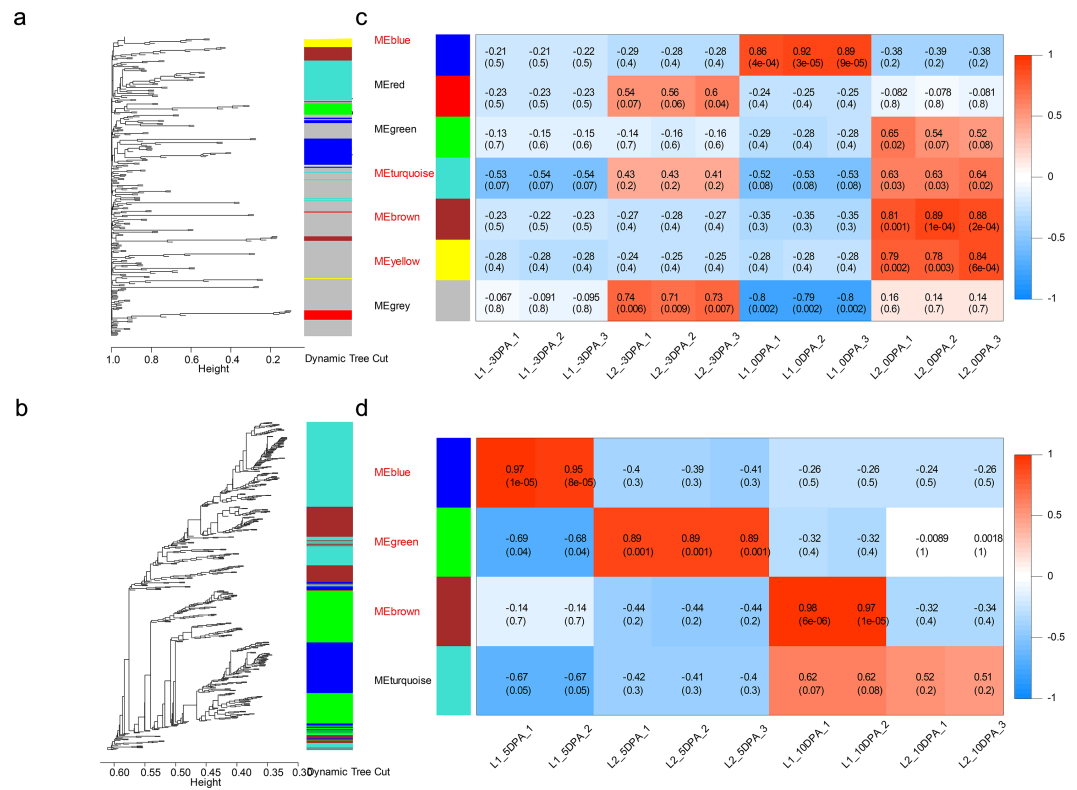 a
c
MEblue
-0.21 -0.21 -0.22 -0.29 -0.28 -0.28 0.86 0.92 0.89 -0.38 -0.39 -0.38
(0.5) (0.5) (0.5) (0.4) (0.4) (0.4) (4e-04) (3e-05) (9e-05) (0.2) (0.2) (0.2)
MEred
-0.23 -0.23 -0.23 0.54 0.56 0.6 -0.24 -0.25 -0.25 -0.082 -0.078 -0.081
(0.5) (0.5) (0.5) (0.07) (0.06) (0.04) (0.4) (0.4) (0.4) (0.8) (0.8) (0.8)
MEgreen
-0.13 -0.15 -0.15 -0.14 -0.16 -0.16 -0.29 -0.28 -0.28 0.65 0.54 0.52
(0.7) (0.6) (0.6) (0.7) (0.6) (0.6) (0.4) (0.4) (0.4) (0.02) (0.07) (0.08)
MEturquoise
-0.53 -0.54 -0.54 0.43 0.43 0.41 -0.52 -0.53 -0.53 0.63 0.63 0.64
(0.07) (0.07) (0.07) (0.2) (0.2) (0.2) (0.08) (0.08) (0.08) (0.03) (0.03) (0.02)
MEbrown
-0.23 -0.22 -0.23 -0.27 -0.28 -0.27 -0.35 -0.35 -0.35 0.81 0.89 0.88
(0.5) (0.5) (0.5) (0.4) (0.4) (0.4) (0.3) (0.3) (0.3) (0.001) (1e-04) (2e-04)
MEyellow
-0.28 -0.28 -0.28 -0.24 -0.25 -0.25 -0.28 -0.28 -0.28 0.79 0.78 0.84
(0.4) (0.4) (0.4) (0.4) (0.4) (0.4) (0.4) (0.4) (0.4) (0.002) (0.003) (6e-04)
MEgrey
-0.067 -0.091 -0.095 0.74 0.71 0.73 -0.8 -0.79 -0.8 0.16 0.14 0.14
(0.8) (0.8) (0.8) (0.006) (0.009) (0.007) (0.002) (0.002) (0.002) (0.6) (0.7) (0.7)
1
0.5
0
-0.5
-1
L1_-3DPA_1 L1_-3DPA_2 L1_-3DPA_3 L2_-3DPA_1 L2_-3DPA_2 L2_-3DPA_3 L1_0DPA_1 L1_0DPA_2 L1_0DPA_3 L2_0DPA_1 L2_0DPA_2 L2_0DPA_3
1.0 0.8 0.6 0.4 0.2
Dynamic Tree Cut
Height
b
d
MEblue
0.97 0.95 -0.4 -0.39 -0.41 -0.26 -0.26 -0.24 -0.26
(1e-05) (8e-05) (0.3) (0.3) (0.3) (0.5) (0.5) (0.5) (0.5)
MEgreen
-0.69 -0.68 0.89 0.89 0.89 -0.32 -0.32 -0.0089 0.0018
(0.04) (0.04) (0.001) (0.001) (0.001) (0.4) (0.4) (1) (1)
MEbrown
-0.14 -0.14 -0.44 -0.44 -0.44 0.98 0.97 -0.32 -0.34
(0.7) (0.7) (0.2) (0.2) (0.2) (6e-06) (1e-05) (0.4) (0.4)
MEturquoise
-0.67 -0.67 -0.42 -0.41 -0.4 0.62 0.62 0.52 0.51
(0.05) (0.05) (0.3) (0.3) (0.3) (0.07) (0.08) (0.2) (0.2)
1
0.5
0
-0.5
-1
L1_5DPA_1 L1_5DPA_2 L2_5DPA_1 L2_5DPA_2 L2_5DPA_3 L1_10DPA_1 L1_10DPA_2 L2_10DPA_1 L2_10DPA_3
0.60 0.55 0.50 0.45 0.40 0.35 0.30
Dynamic Tree Cut
Height